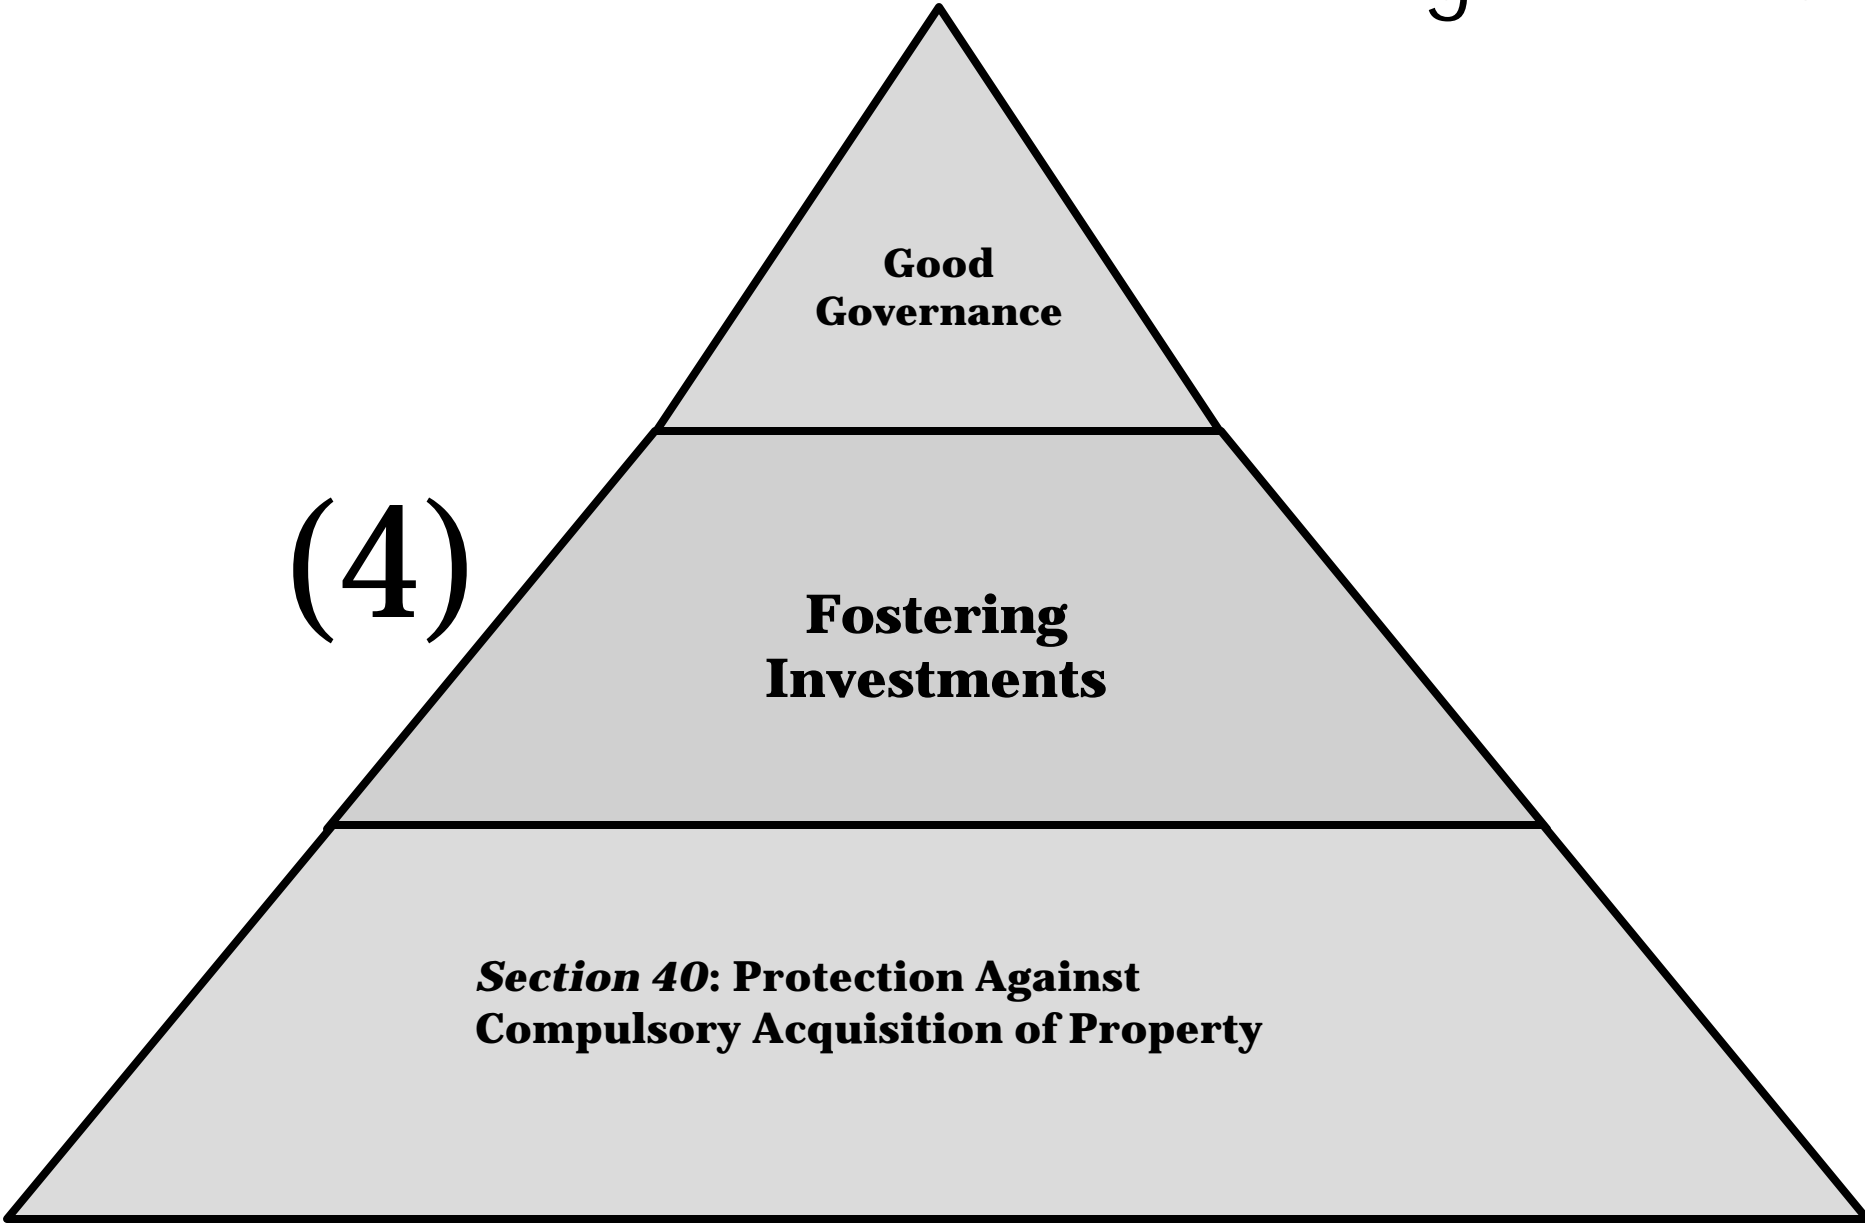 Good
Governance
(4)
Fostering
Investments
Section 40: Protection Against
Compulsory Acquisition of Property